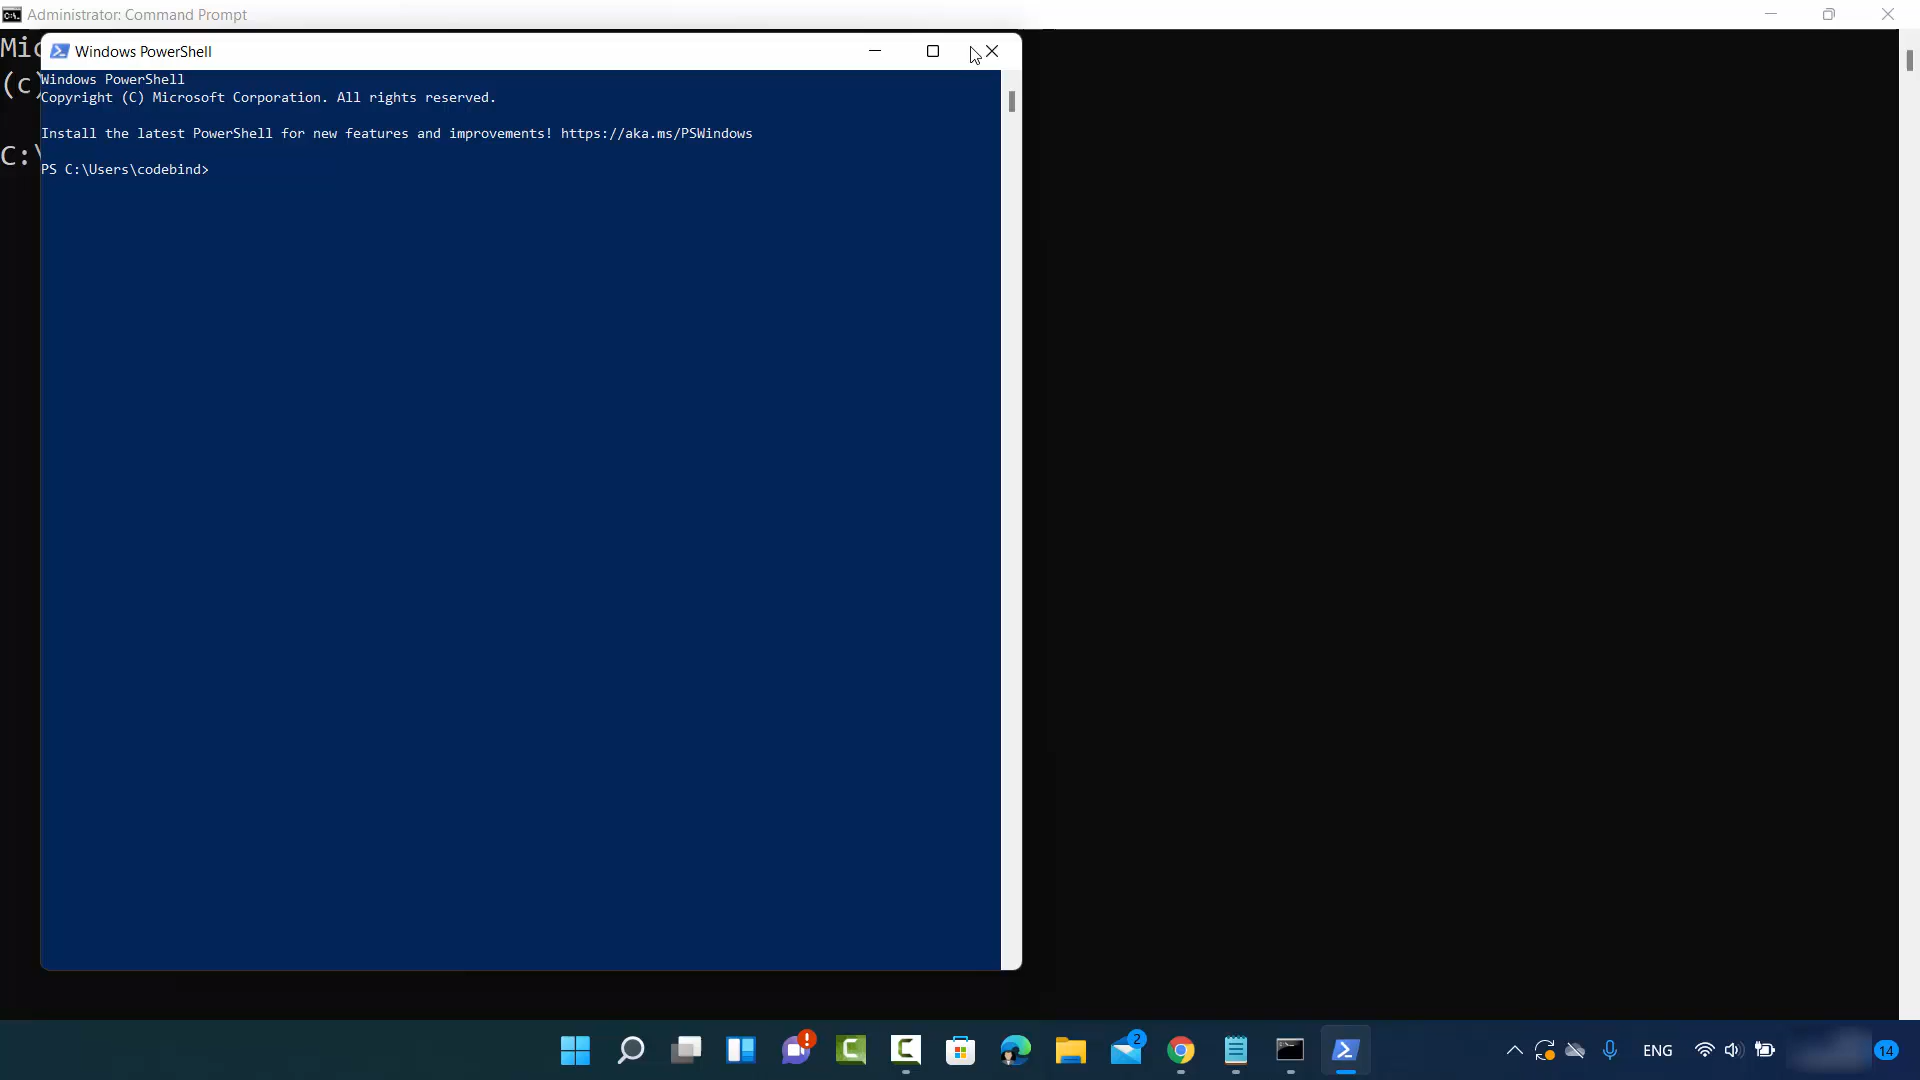 Administrator: Command Prompt
Mic
(c)
C:\
Windows PowerShell
Windows PowerShell
Copyright (C) Microsoft Corporation. All rights reserved.
Install the latest PowerShell for new features and improvements! https://aka.ms/PSWindows
PS C:\Users\codebind>
!
2
ENG
14